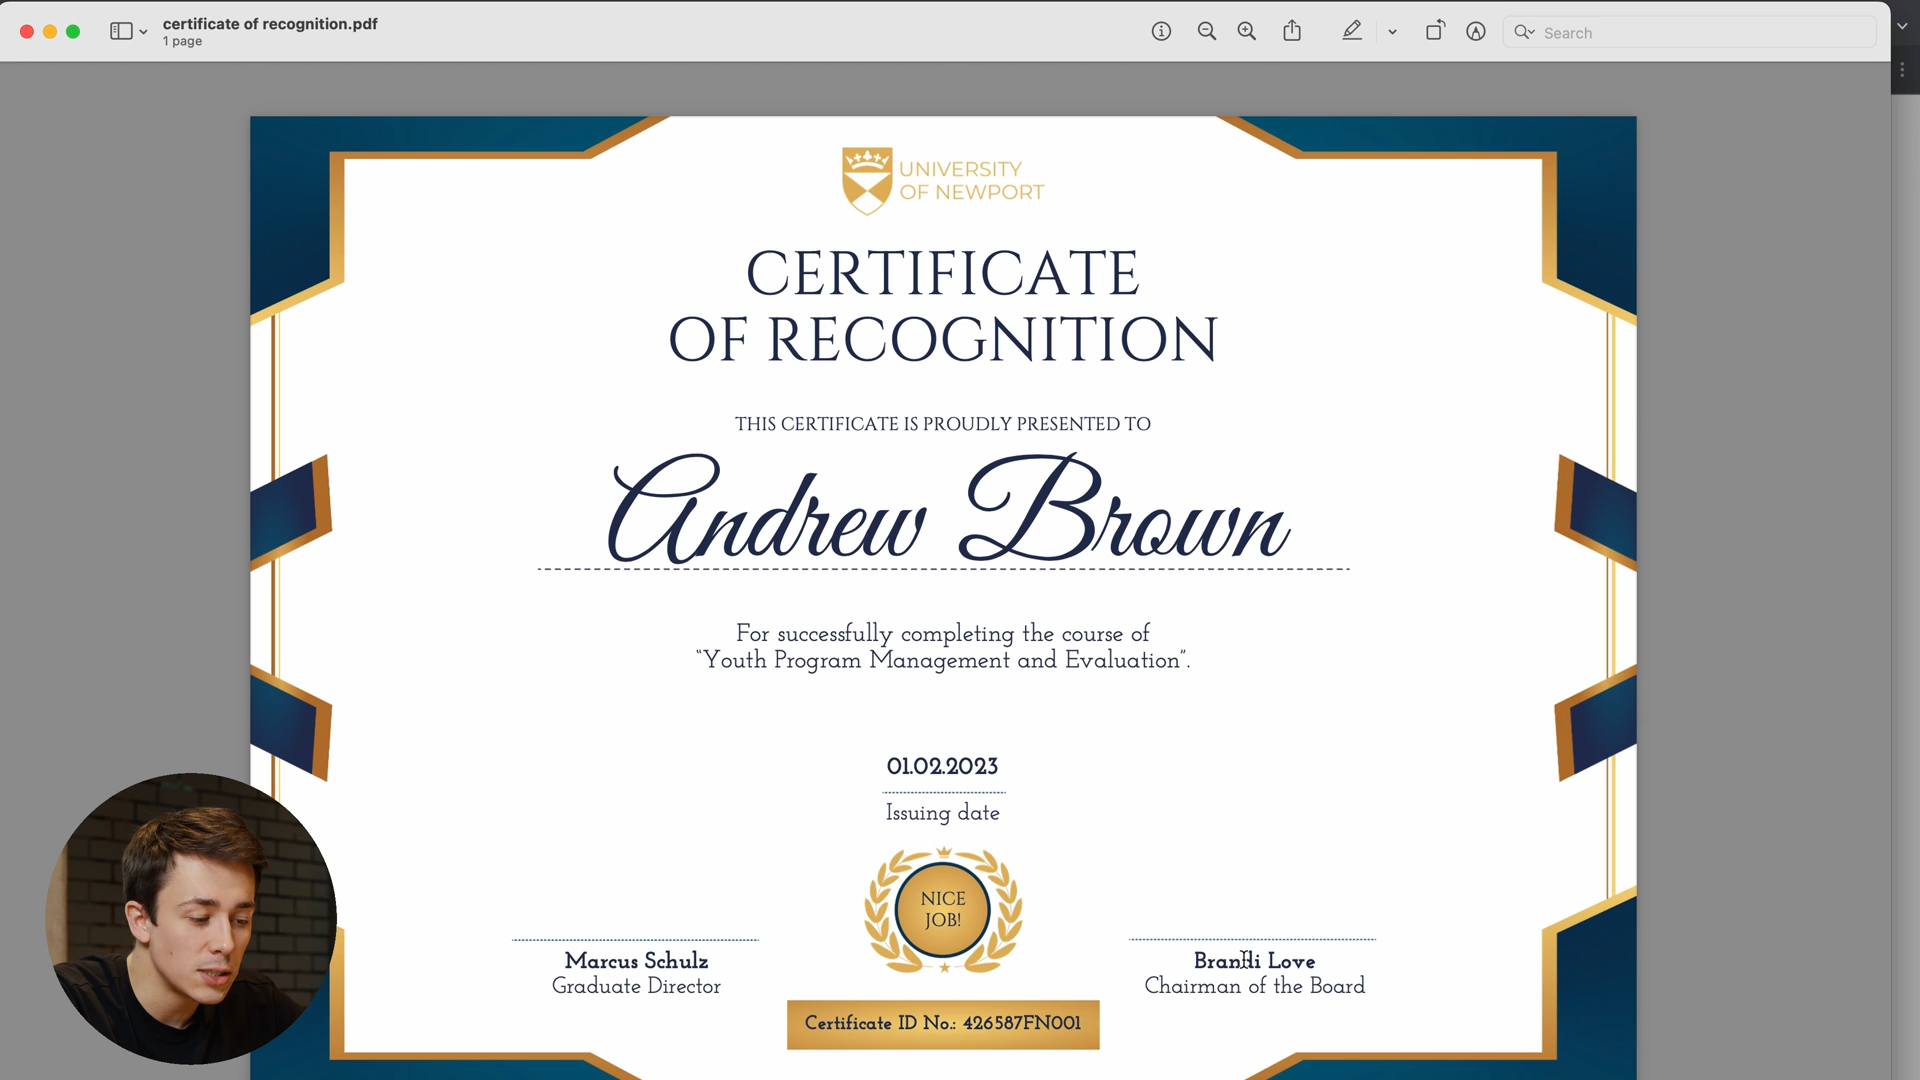 certificate of recognition.pdf
1 page
Search
UNIVERSITY
OF NEWPORT
CERTIFICATE
OF RECOGNITION
THIS CERTIFICATE IS PROUDLY PRESENTED TO
Andrew Brown
For successfully completing the course of
“Youth Program Management and Evaluation”.
01.02.2023
Issuing date
NICE
JOB!
Marcus Schulz
Graduate Director
Brandi Love
Chairman of the Board
Certificate ID No.: 426587FN001